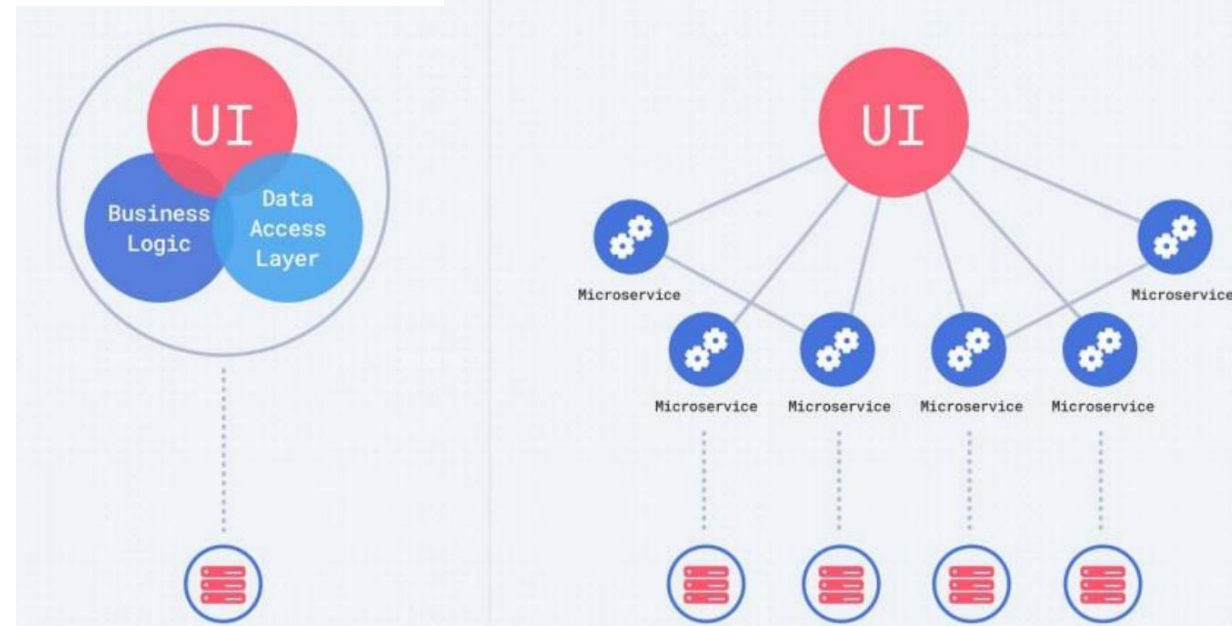 UI
Business
Logic
Data
Access
Layer
UI
Microservice
Microservice
Microservice
Microservice
Microservice
Microservice